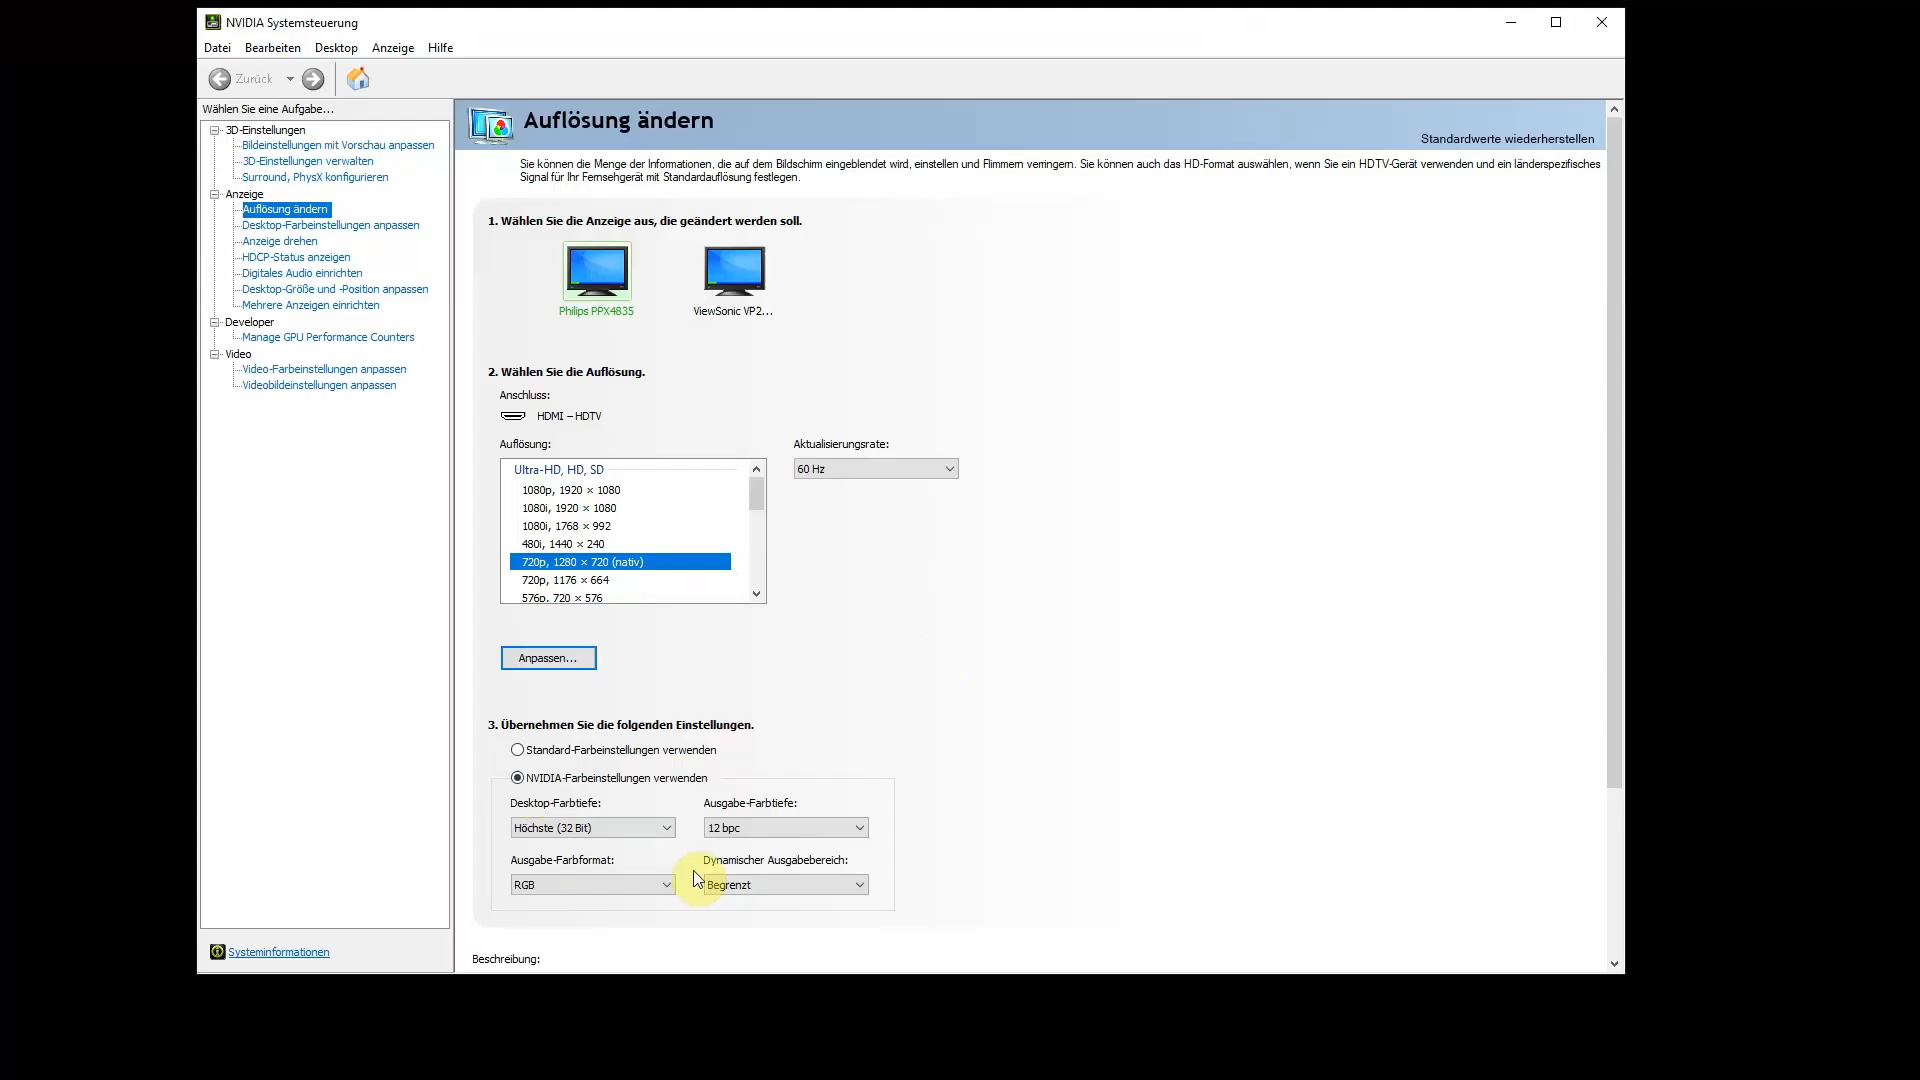 NVIDIA Systemsteuerung
Datei Bearbeiten Desktop Anzeige Hilfe
Zurück
Wählen Sie eine Aufgabe...
3D-Einstellungen
Bildeinstellungen mit Vorschau anpassen
3D-Einstellungen verwalten
Surround, PhysX konfigurieren
Anzeige
Auflösung ändern
Desktop-Farbeinstellungen anpassen
Anzeige drehen
HDCP-Status anzeigen
Digitales Audio einrichten
Desktop-Größe und -Position anpassen
Mehrere Anzeigen einrichten
Developer
Manage GPU Performance Counters
Video
Video-Farbeinstellungen anpassen
Videobildeinstellungen anpassen
Systeminformationen
Auflösung ändern
Standardwerte wiederherstellen
Sie können die Menge der Informationen, die auf dem Bildschirm eingeblendet wird, einstellen und Flimmern verringern. Sie können auch das HD-Format auswählen, wenn Sie ein HDTV-Gerät verwenden und ein länderspezifisches
Signal für Ihr Fernsehgerät mit Standardauflösung festlegen.
1. Wählen Sie die Anzeige aus, die geändert werden soll.
Philips PPX4835
ViewSonic VP2...
2. Wählen Sie die Auflösung.
Anschluss:
HDMI – HDTV
Auflösung:
Aktualisierungsrate:
Ultra-HD, HD, SD
60 Hz
1080p, 1920 × 1080
1080i, 1920 × 1080
1080i, 1768 × 992
480i, 1440 × 240
720p, 1280 × 720 (nativ)
720p, 1176 × 664
576p, 720 × 576
Anpassen...
3. Übernehmen Sie die folgenden Einstellungen.
Standard-Farbeinstellungen verwenden
NVIDIA-Farbeinstellungen verwenden
Desktop-Farbtiefe:
Ausgabe-Farbtiefe:
Höchste (32 Bit)
12 bpc
Ausgabe-Farbformat:
Dynamischer Ausgabebereich:
RGB
Begrenzt
Beschreibung: